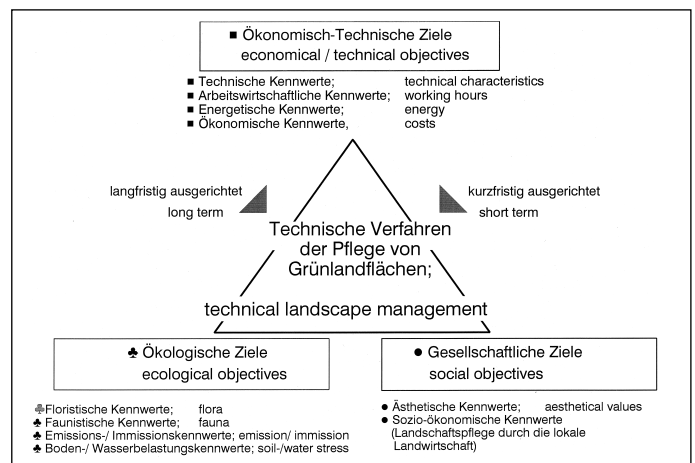 ■ Ökonomisch-Technische Ziele
economical / technical objectives
■ Technische Kennwerte; technical characteristics
■ Arbeitswirtschaftliche Kennwerte; working hours
■ Energetische Kennwerte; energy
■ Ökonomische Kennwerte, costs
langfristig ausgerichtet
long term
kurzfristig ausgerichtet
short term
Technische Verfahren
der Pflege von
Grünlandflächen;
technical landscape management
♣ Ökologische Ziele
ecological objectives
♣ Floristische Kennwerte; flora
♣ Faunistische Kennwerte; fauna
♣ Emissions-/ Immissionskennwerte; emission/ immission
♣ Boden-/ Wasserbelastungskennwerte; soil-/water stress
● Gesellschaftliche Ziele
social objectives
● Ästhetische Kennwerte; aesthetical values
● Sozio-ökonomische Kennwerte
(Landschaftspflege durch die lokale
Landwirtschaft)